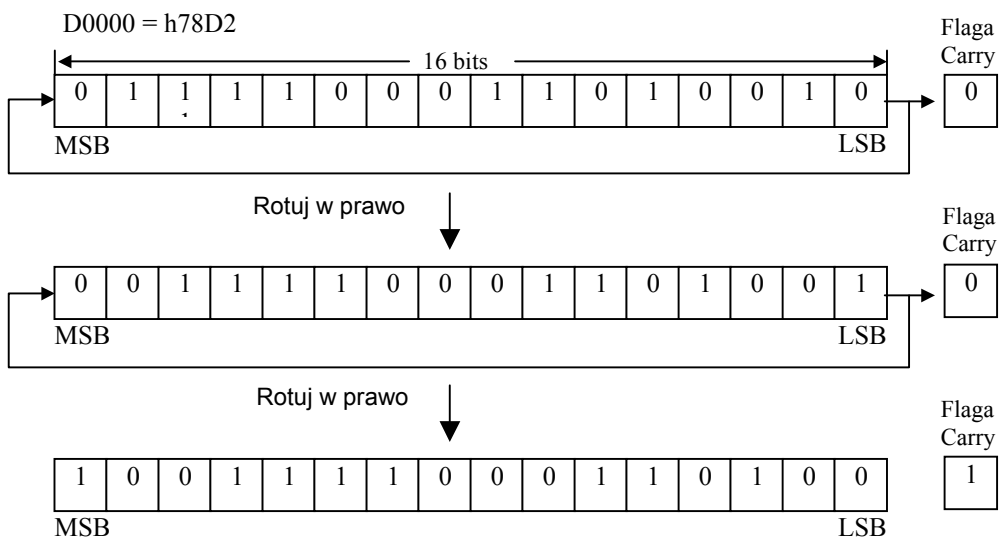 D0000 = h78D2
Flaga
Carry
16 bits
0 1 1 1 1 0 0 0 1 1 0 1 0 0 1 0 0
MSB LSB
Rotuj w prawo
Flaga
Carry
0 0 1 1 1 1 0 0 0 1 1 0 1 0 0 1 0
MSB LSB
Rotuj w prawo
Flaga
Carry
1 0 0 1 1 1 1 0 0 0 1 1 0 1 0 0 1
MSB LSB